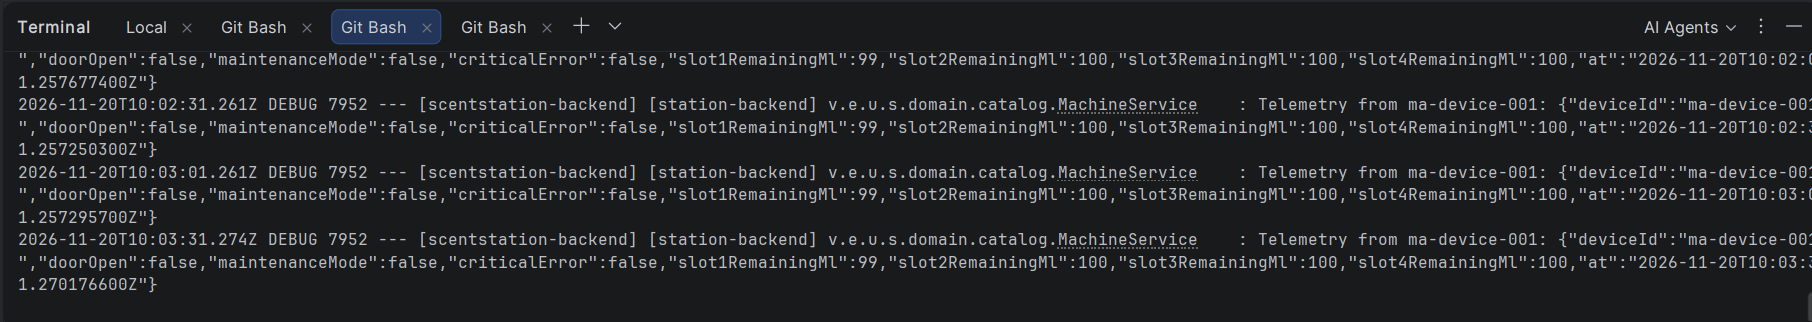 Terminal Local × Git Bash × Git Bash × Git Bash × + AI Agents
","doorOpen":false,"maintenanceMode":false,"criticalError":false,"slot1RemainingMl":99,"slot2RemainingMl":100,"slot3RemainingMl":100,"slot4RemainingMl":100,"at":"2026-11-20T10:02:0
1.257677400Z"}
2026-11-20T10:02:31.261Z DEBUG 7952 --- [scentstation-backend] [station-backend] v.e.u.s.domain.catalog.MachineService    : Telemetry from ma-device-001: {"deviceId":"ma-device-001
","doorOpen":false,"maintenanceMode":false,"criticalError":false,"slot1RemainingMl":99,"slot2RemainingMl":100,"slot3RemainingMl":100,"slot4RemainingMl":100,"at":"2026-11-20T10:02:3
1.257250300Z"}
2026-11-20T10:03:01.261Z DEBUG 7952 --- [scentstation-backend] [station-backend] v.e.u.s.domain.catalog.MachineService    : Telemetry from ma-device-001: {"deviceId":"ma-device-001
","doorOpen":false,"maintenanceMode":false,"criticalError":false,"slot1RemainingMl":99,"slot2RemainingMl":100,"slot3RemainingMl":100,"slot4RemainingMl":100,"at":"2026-11-20T10:03:0
1.257295700Z"}
2026-11-20T10:03:31.274Z DEBUG 7952 --- [scentstation-backend] [station-backend] v.e.u.s.domain.catalog.MachineService    : Telemetry from ma-device-001: {"deviceId":"ma-device-001
","doorOpen":false,"maintenanceMode":false,"criticalError":false,"slot1RemainingMl":99,"slot2RemainingMl":100,"slot3RemainingMl":100,"slot4RemainingMl":100,"at":"2026-11-20T10:03:3
1.270176600Z"}